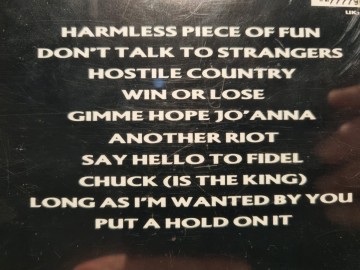 HARMLESS PIECE OF FUN
DON'T TALK TO STRANGERS
HOSTILE COUNTRY
WIN OR LOSE
GIMME HOPE JO'ANNA
ANOTHER RIOT
SAY HELLO TO FIDEL
CHUCK (IS THE KING)
LONG AS I'M WANTED BY YOU
PUT A HOLD ON IT